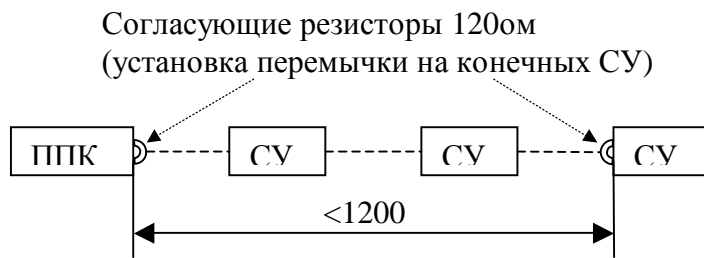 Согласующие резисторы 120ом
(установка перемычки на конечных СУ)
ППК СУ СУ СУ
<1200